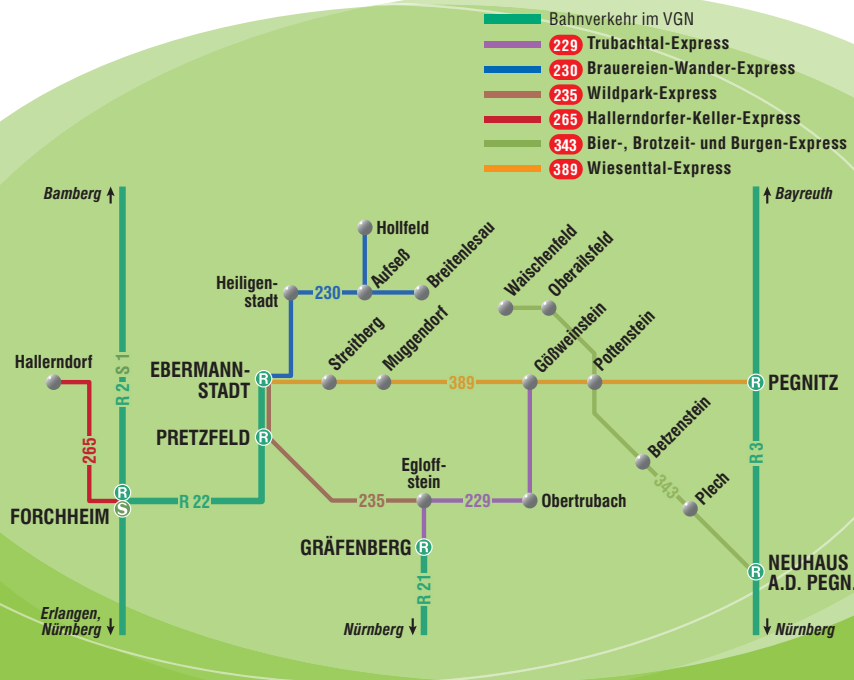 Bahnverkehr im VGN
229 Trubachtal-Express
230 Brauereien-Wander-Express
235 Wildpark-Express
265 Hallerndorfer-Keller-Express
343 Bier-, Brotzeit- und Burgen-Express
389 Wiesenttal-Express
Bamberg ↑
↑ Bayreuth
Hollfeld
Aufseß
Breitenlesau
Waischenfeld
Oberailsfeld
Heiligen-
stadt
230
Streitberg
Muggendorf
Gößweinstein
Pottenstein
Hallerndorf
R 2 · S 1
EBERMANN-
STADT
R
389
R
PEGNITZ
PRETZFELD
R
265
Betzenstein
R 3
Egloff-
stein
343
Plech
R
S
FORCHHEIM
R 22
235
229
Obertrubach
GRÄFENBERG
R
R 21
R
NEUHAUS
A.D. PEGN.
Erlangen,
Nürnberg ↓
Nürnberg ↓
↓ Nürnberg